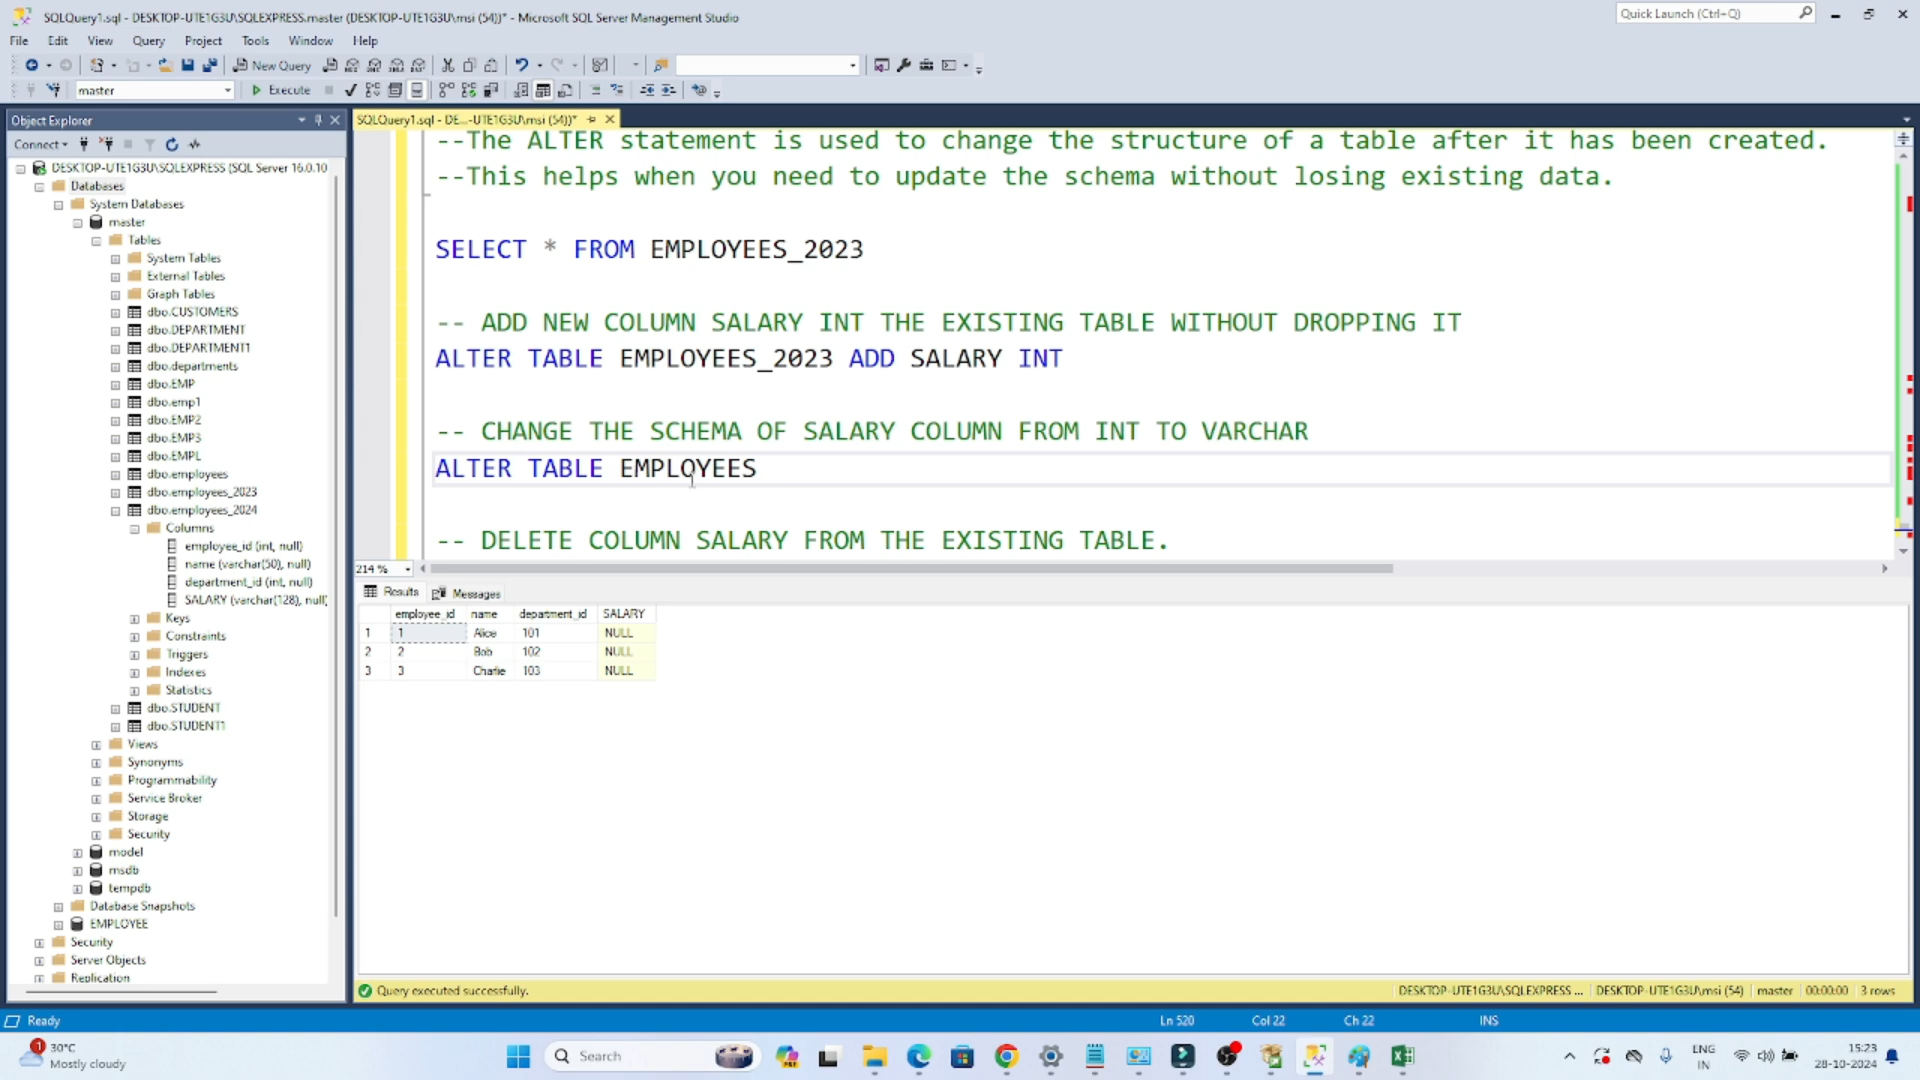 SQLQuery1.sql - DESKTOP-UTE1G3U\SQLEXPRESS.master (DESKTOP-UTE1G3U\msi (54))* - Microsoft SQL Server Management Studio
Quick Launch (Ctrl+Q)
File Edit View Query Project Tools Window Help
New Query
master
Execute
Object Explorer
SQLQuery1.sql - DE...-UTE1G3U\msi (54))*
Connect
DESKTOP-UTE1G3U\SQLEXPRESS (SQL Server 16.0.10
Databases
System Databases
master
Tables
System Tables
External Tables
Graph Tables
dbo.CUSTOMERS
dbo.DEPARTMENT
dbo.DEPARTMENT1
dbo.departments
dbo.EMP
dbo.emp1
dbo.EMP2
dbo.EMP3
dbo.EMPL
dbo.employees
dbo.employees_2023
dbo.employees_2024
Columns
employee_id (int, null)
name (varchar(50), null)
department_id (int, null)
SALARY (varchar(128), null)
Keys
Constraints
Triggers
Indexes
Statistics
dbo.STUDENT
dbo.STUDENT1
Views
Synonyms
Programmability
Service Broker
Storage
Security
model
msdb
tempdb
Database Snapshots
EMPLOYEE
Security
Server Objects
Replication
--The ALTER statement is used to change the structure of a table after it has been created.
--This helps when you need to update the schema without losing existing data.
SELECT * FROM EMPLOYEES_2023
-- ADD NEW COLUMN SALARY INT THE EXISTING TABLE WITHOUT DROPPING IT
ALTER TABLE EMPLOYEES_2023 ADD SALARY INT
-- CHANGE THE SCHEMA OF SALARY COLUMN FROM INT TO VARCHAR
ALTER TABLE EMPLOYEES
-- DELETE COLUMN SALARY FROM THE EXISTING TABLE.
214 %
Results Messages
employee_id name department_id SALARY
1 1 Alice 101 NULL
2 2 Bob 102 NULL
3 3 Charlie 103 NULL
Query executed successfully.
DESKTOP-UTE1G3U\SQLEXPRESS ... DESKTOP-UTE1G3U\msi (54) master 00:00:00 3 rows
Ready
Ln 520 Col 22 Ch 22 INS
1
30°C
Mostly cloudy
Search
ENG
IN
15:23
28-10-2024